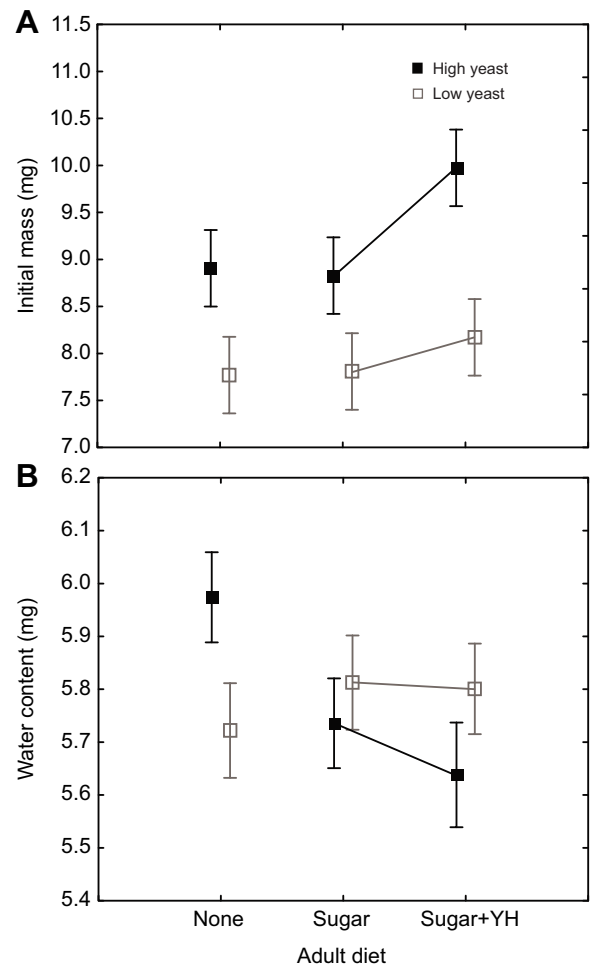 A
11.5
11.0
10.5
10.0
9.5
9.0
8.5
8.0
7.5
7.0
Initial mass (mg)
High yeast
Low yeast
B
6.2
6.1
6.0
5.9
5.8
5.7
5.6
5.5
5.4
Water content (mg)
None Sugar Sugar+YH
Adult diet